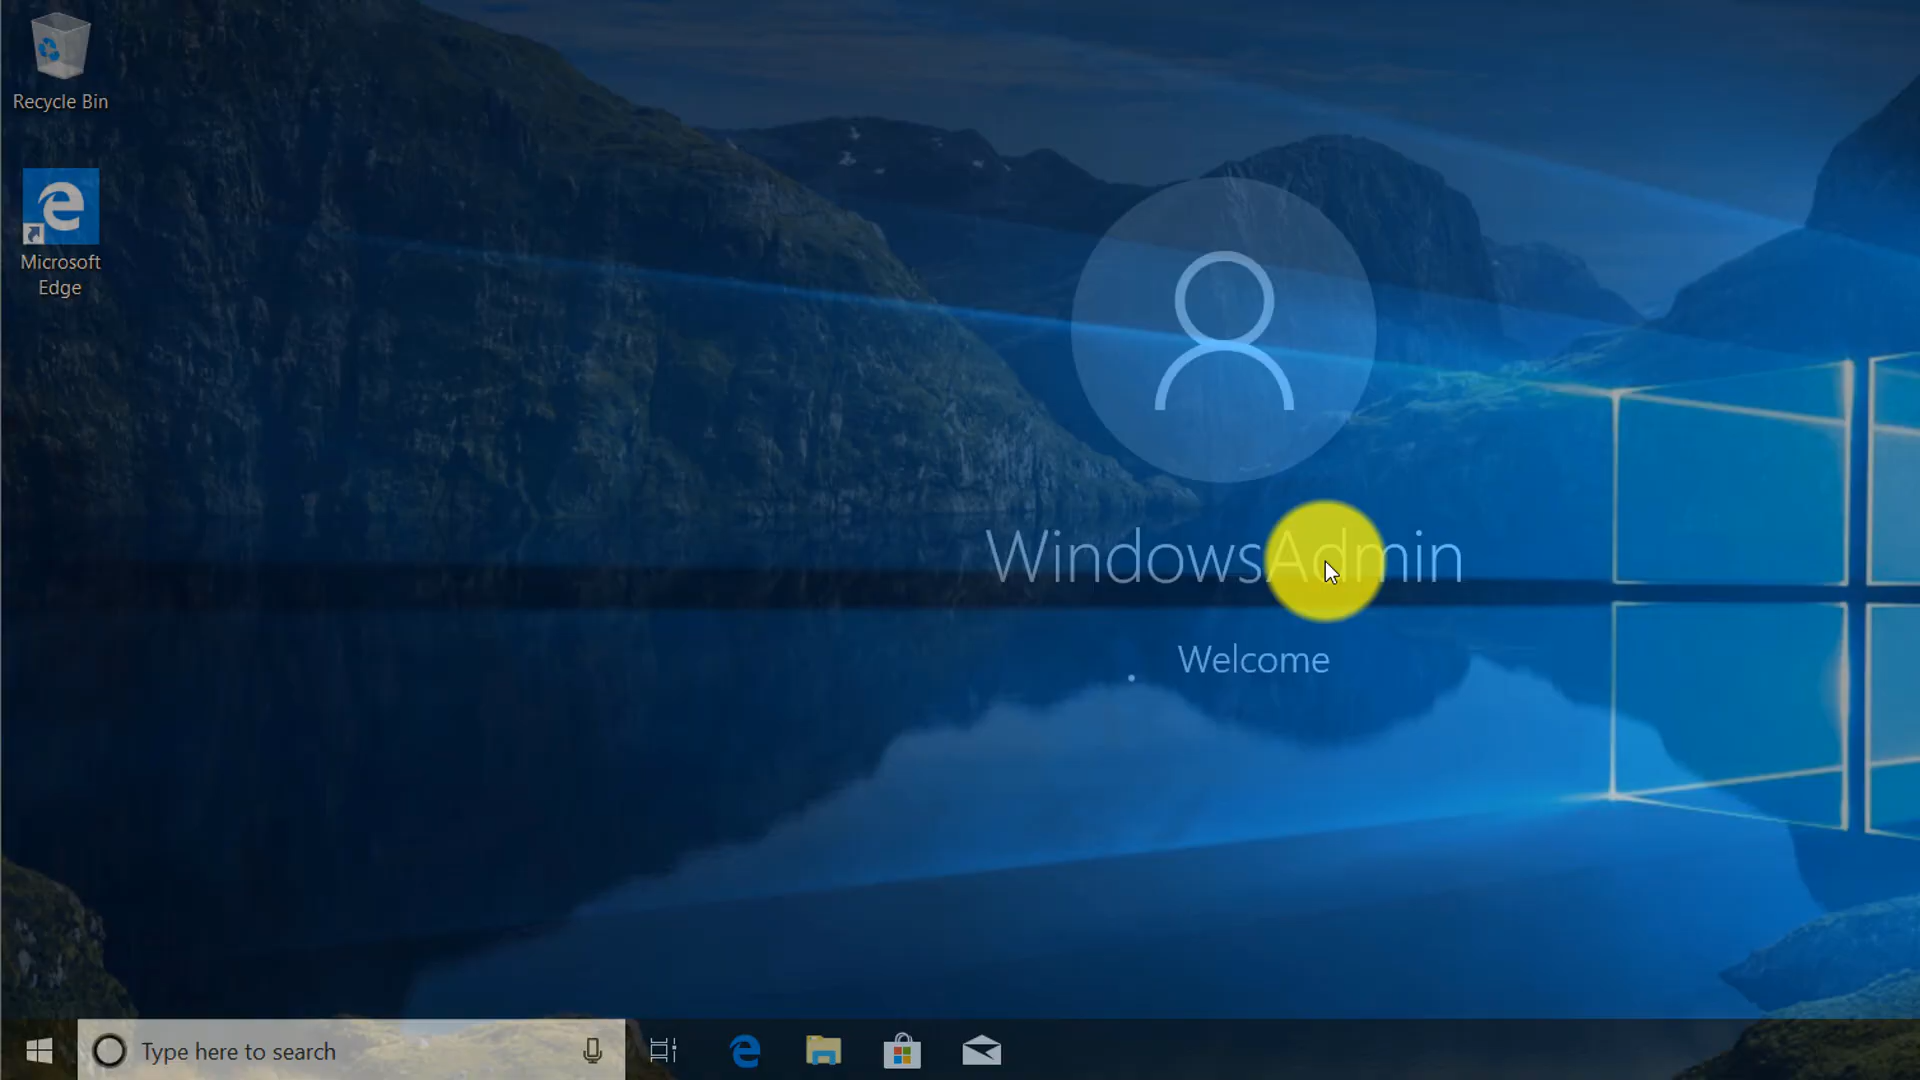 Recycle Bin
Microsoft
Edge
WindowsAdmin
Welcome
Type here to search